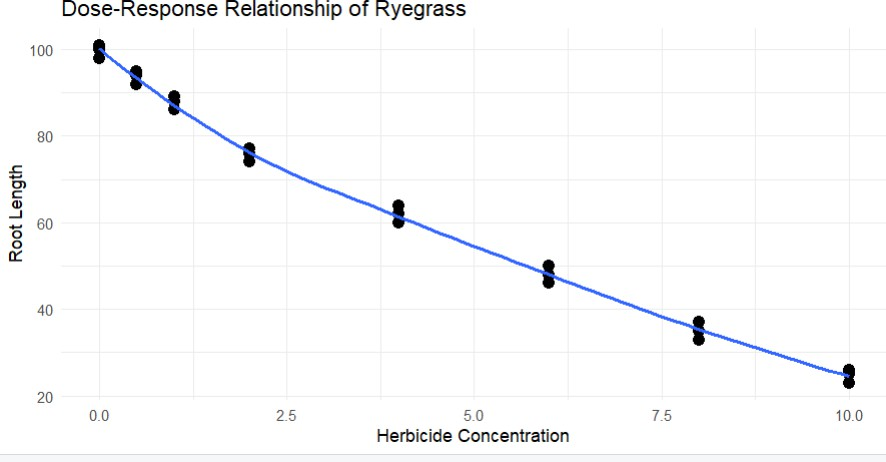 Dose-Response Relationship of Ryegrass
100
80
60
40
20
Root Length
0.0 2.5 5.0 7.5 10.0
Herbicide Concentration